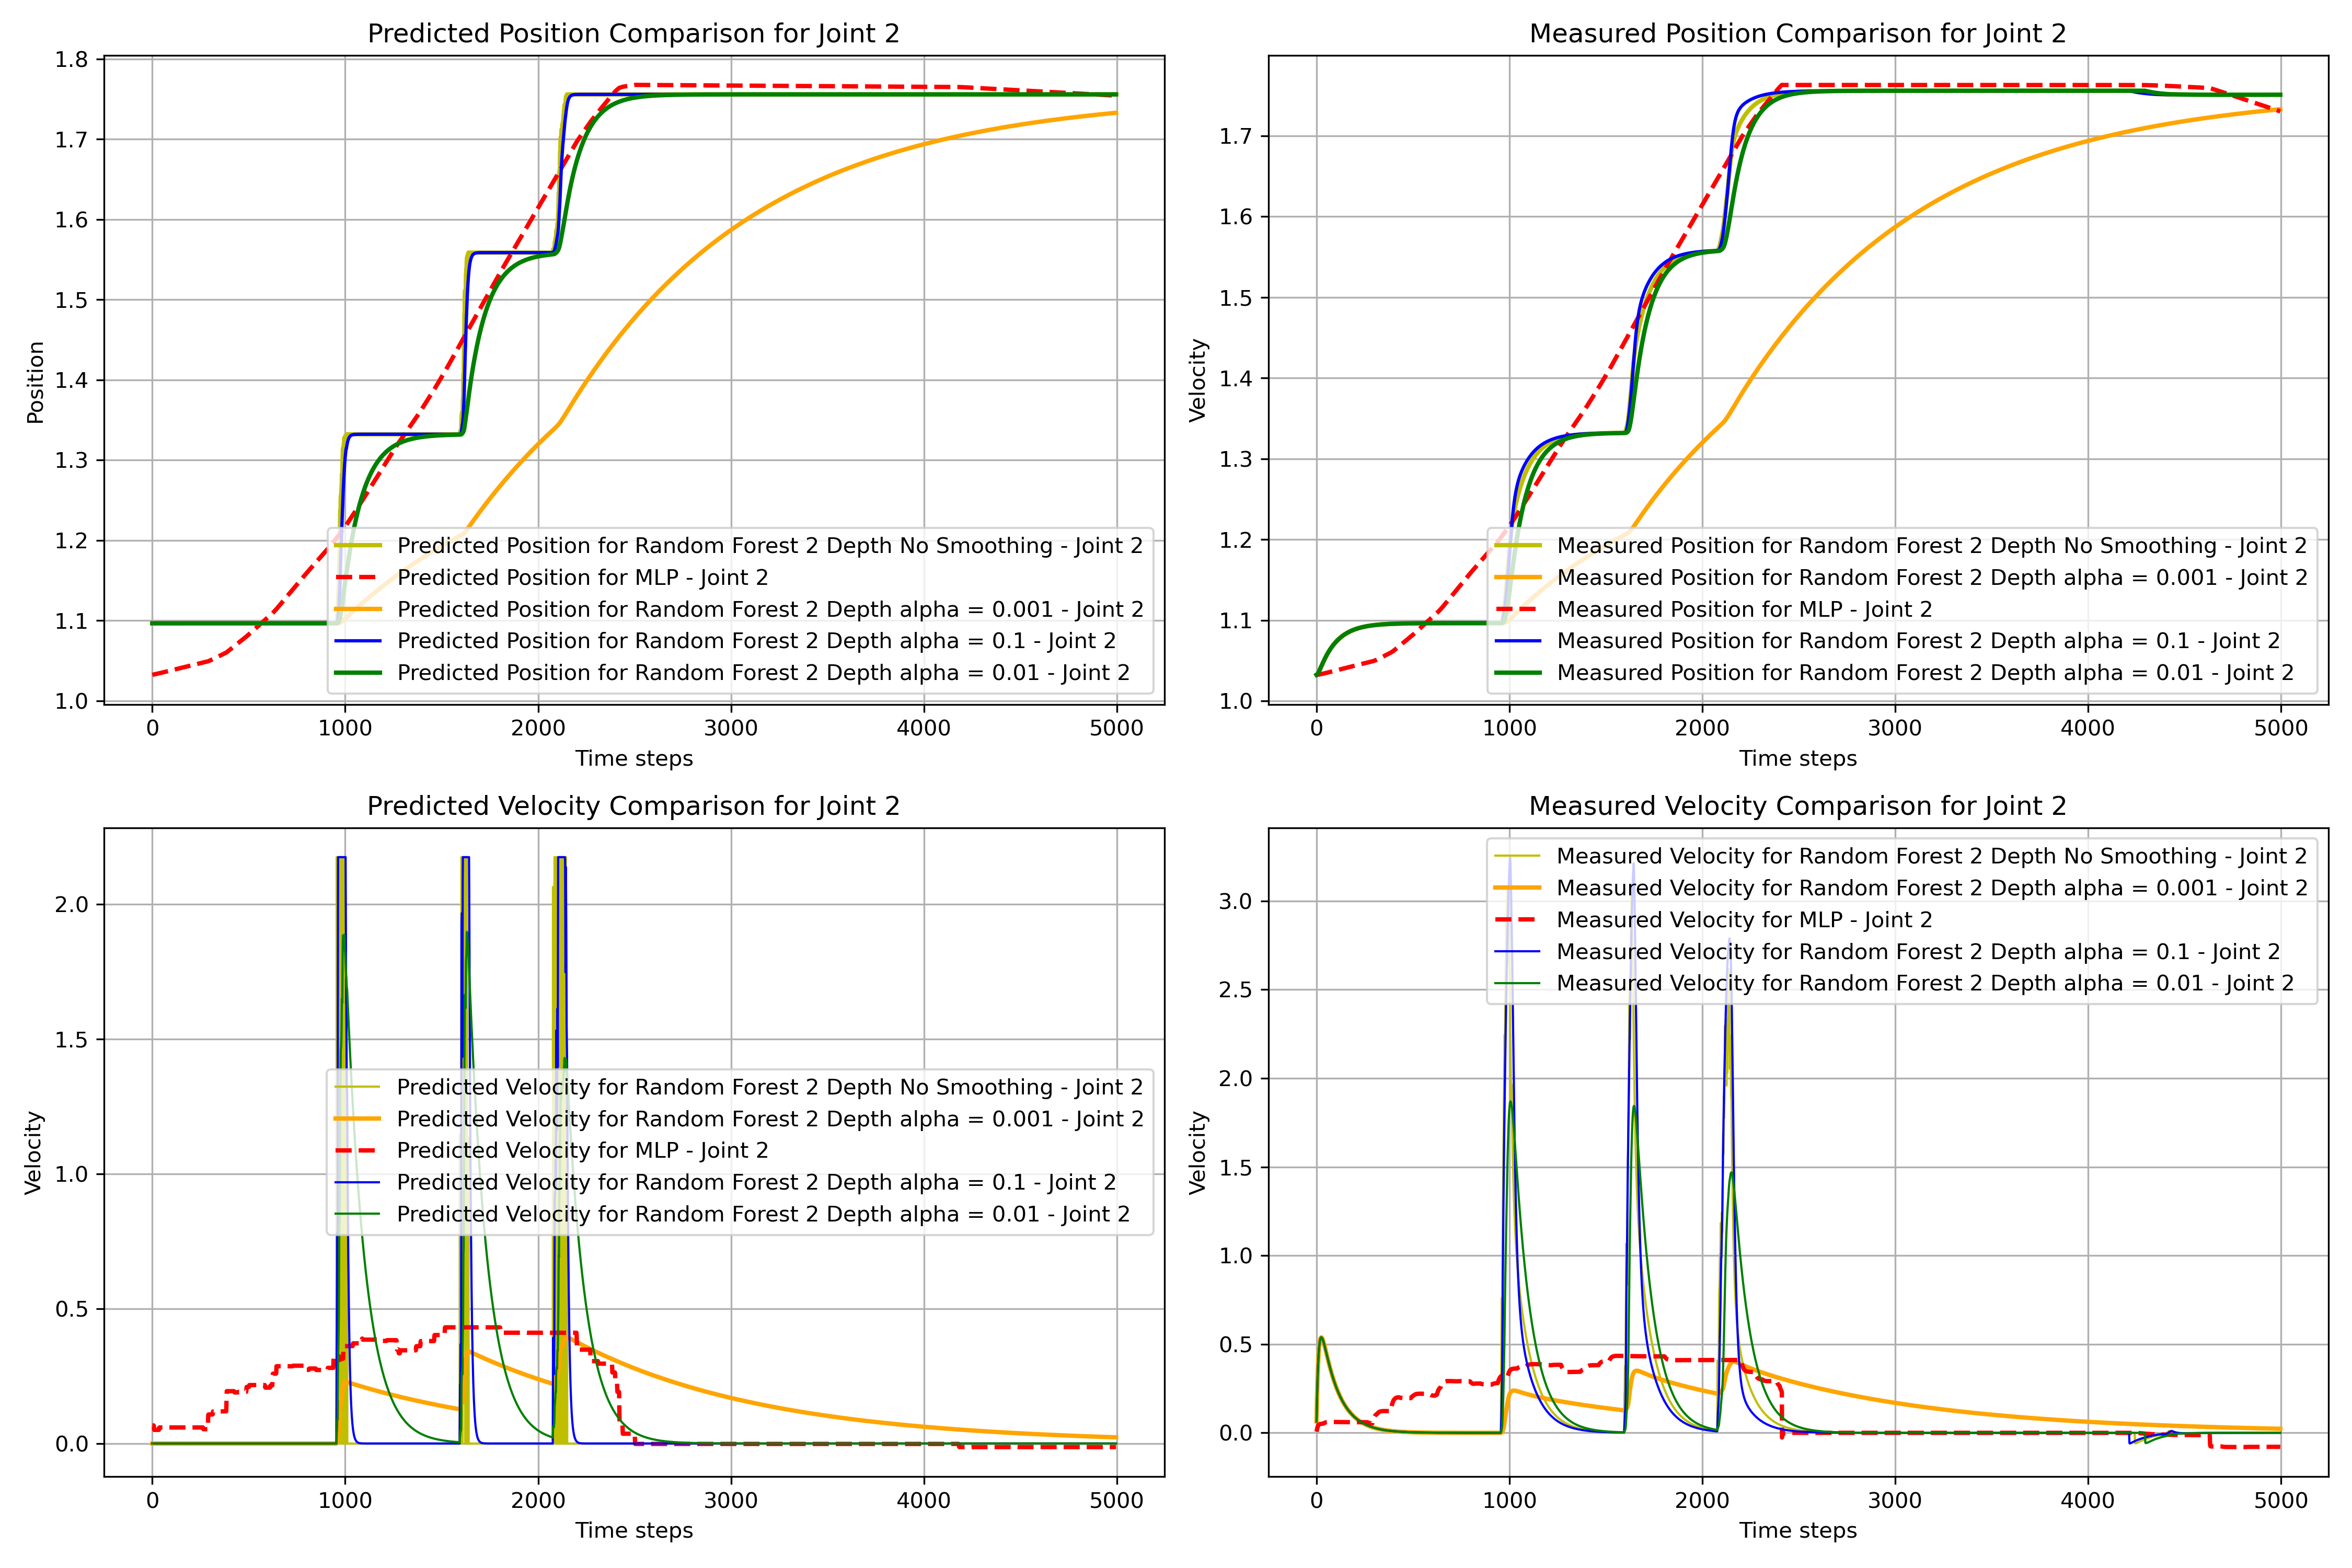 Predicted Position Comparison for Joint 2
Position
1.8
1.7
1.6
1.5
1.4
1.3
1.2
1.1
1.0
Predicted Position for Random Forest 2 Depth No Smoothing - Joint 2
Predicted Position for MLP - Joint 2
Predicted Position for Random Forest 2 Depth alpha = 0.001 - Joint 2
Predicted Position for Random Forest 2 Depth alpha = 0.1 - Joint 2
Predicted Position for Random Forest 2 Depth alpha = 0.01 - Joint 2
0 1000 2000 3000 4000 5000
Time steps
Measured Position Comparison for Joint 2
Velocity
1.7
1.6
1.5
1.4
1.3
1.2
1.1
1.0
Measured Position for Random Forest 2 Depth No Smoothing - Joint 2
Measured Position for Random Forest 2 Depth alpha = 0.001 - Joint 2
Measured Position for MLP - Joint 2
Measured Position for Random Forest 2 Depth alpha = 0.1 - Joint 2
Measured Position for Random Forest 2 Depth alpha = 0.01 - Joint 2
0 1000 2000 3000 4000 5000
Time steps
Predicted Velocity Comparison for Joint 2
Velocity
2.0
1.5
1.0
0.5
0.0
Predicted Velocity for Random Forest 2 Depth No Smoothing - Joint 2
Predicted Velocity for Random Forest 2 Depth alpha = 0.001 - Joint 2
Predicted Velocity for MLP - Joint 2
Predicted Velocity for Random Forest 2 Depth alpha = 0.1 - Joint 2
Predicted Velocity for Random Forest 2 Depth alpha = 0.01 - Joint 2
0 1000 2000 3000 4000 5000
Time steps
Measured Velocity Comparison for Joint 2
Velocity
3.0
2.5
2.0
1.5
1.0
0.5
0.0
Measured Velocity for Random Forest 2 Depth No Smoothing - Joint 2
Measured Velocity for Random Forest 2 Depth alpha = 0.001 - Joint 2
Measured Velocity for MLP - Joint 2
Measured Velocity for Random Forest 2 Depth alpha = 0.1 - Joint 2
Measured Velocity for Random Forest 2 Depth alpha = 0.01 - Joint 2
0 1000 2000 3000 4000 5000
Time steps